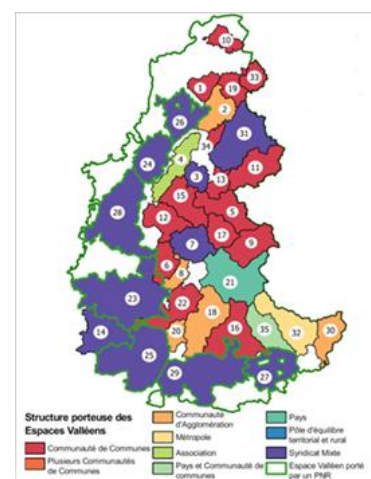 10
33
1
19
2
26
31
34
24
4
11
3
13
15
28
5
12
17
7
9
6
8
21
23
22
18
14
20
16
35
32
30
25
29
27
Structure porteuse des
Espaces Valléens
Communauté de Communes
Plusieurs Communautés
de Communes
Communauté
d'Agglomération
Métropole
Association
Pays et Communauté de
communes
Pays
Pôle d'équilibre
territorial et rural
Syndicat Mixte
Espace Valléen porté
par un PNR